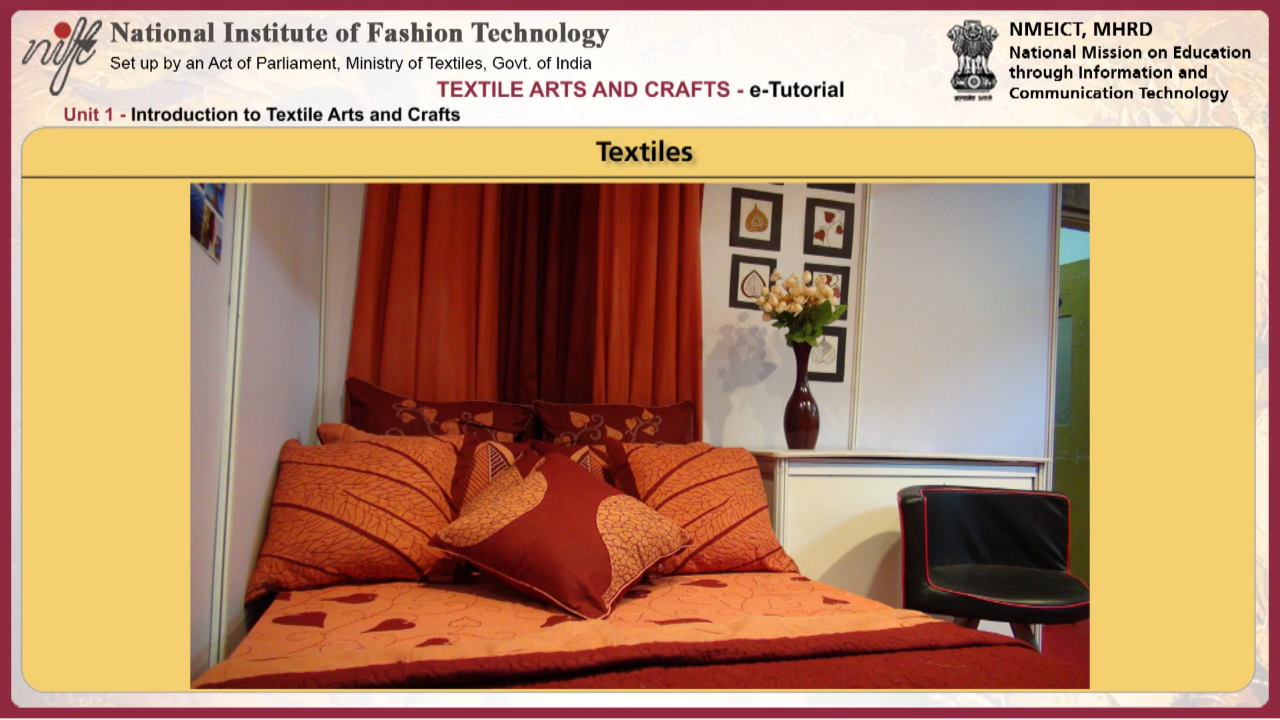 nift
National Institute of Fashion Technology
Set up by an Act of Parliament, Ministry of Textiles, Govt. of India
NMEICT, MHRD
National Mission on Education
through Information and
Communication Technology
TEXTILE ARTS AND CRAFTS - e-Tutorial
Unit 1 - Introduction to Textile Arts and Crafts
Textiles